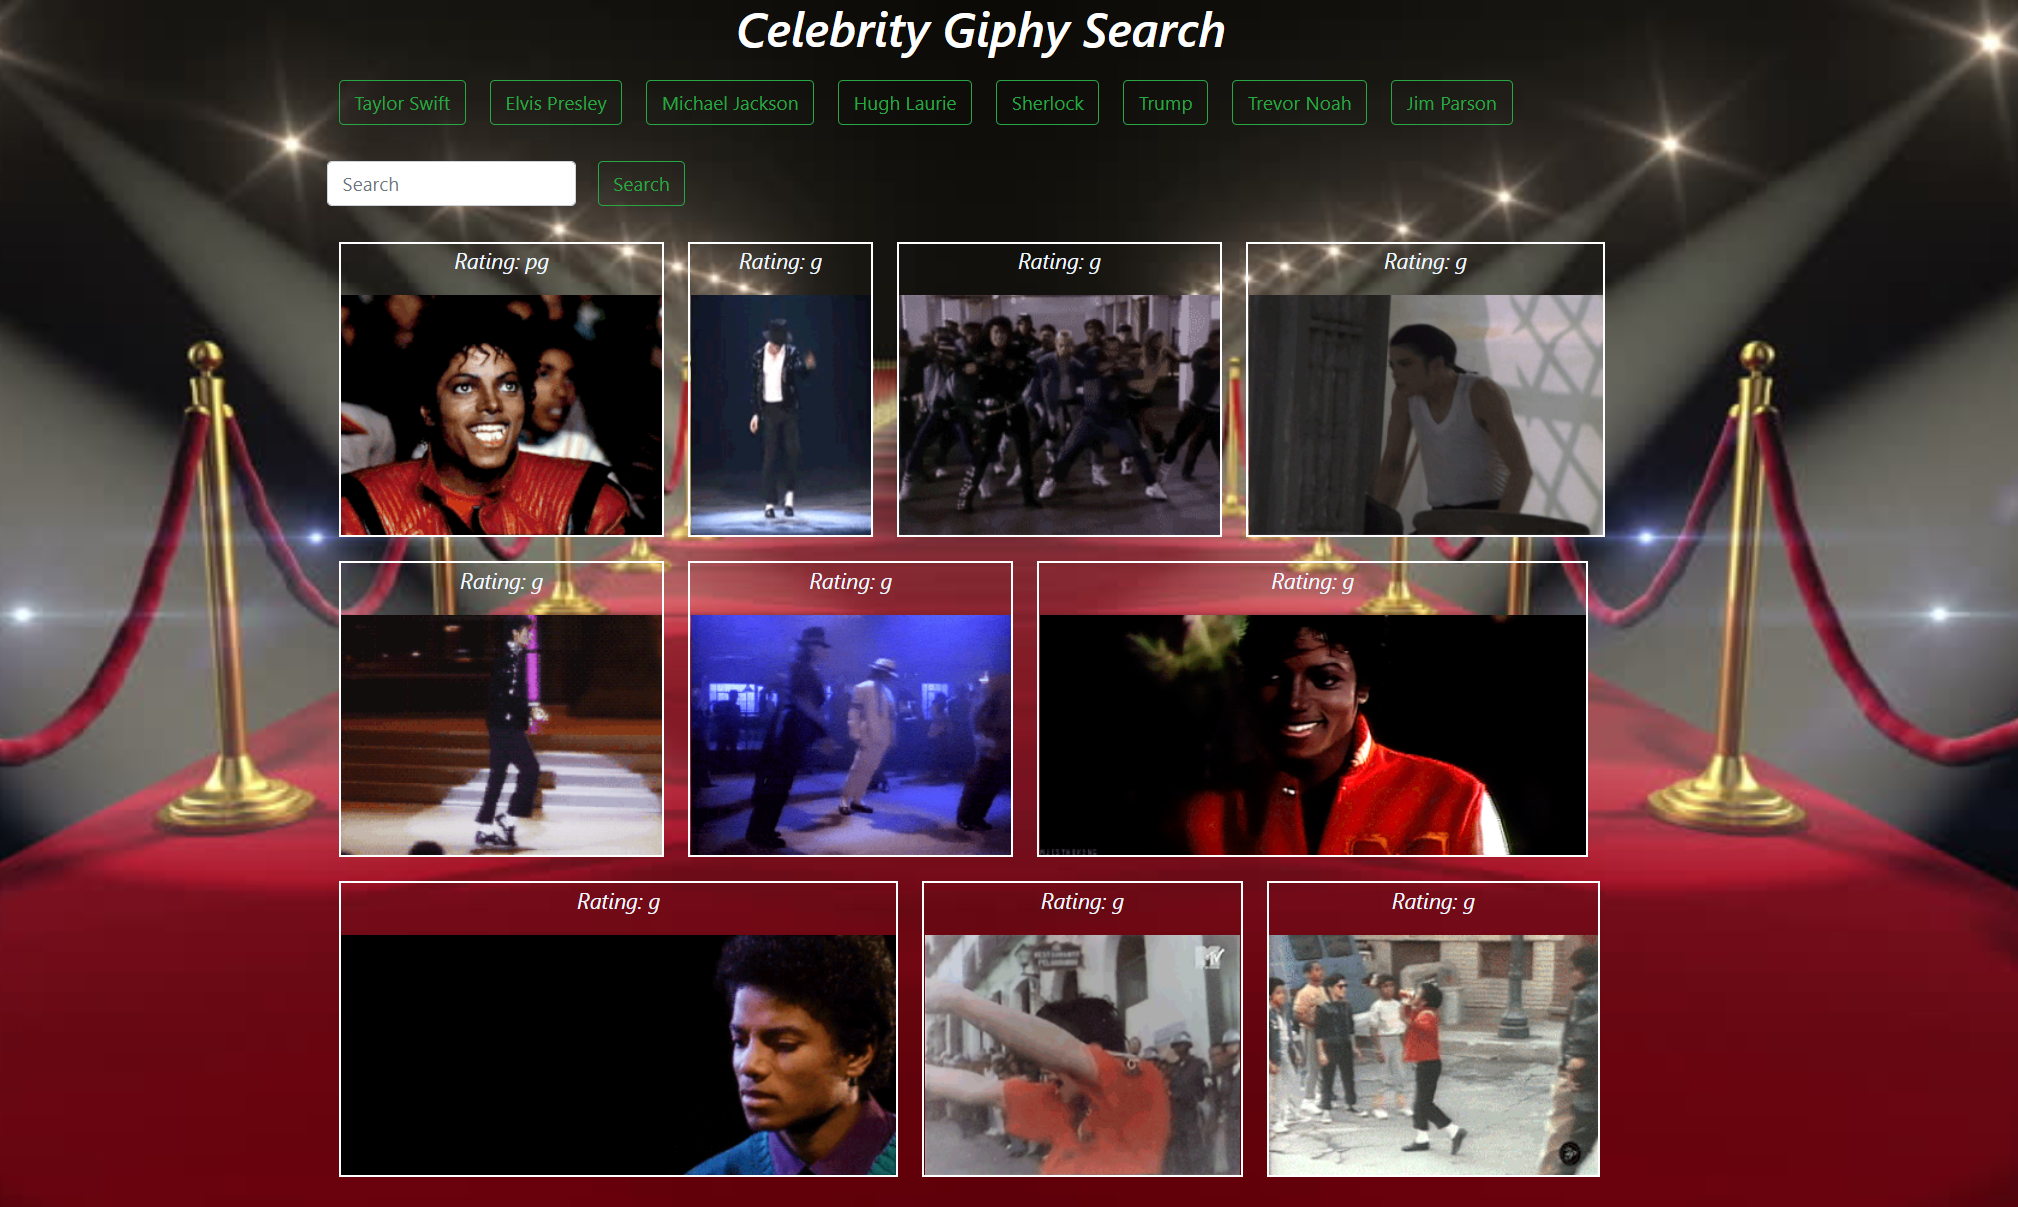 Celebrity Giphy Search
Taylor Swift Elvis Presley Michael Jackson Hugh Laurie Sherlock Trump Trevor Noah Jim Parson
Search Search
Rating: pg Rating: g Rating: g Rating: g
Rating: g Rating: g Rating: g
Rating: g Rating: g Rating: g
MTV